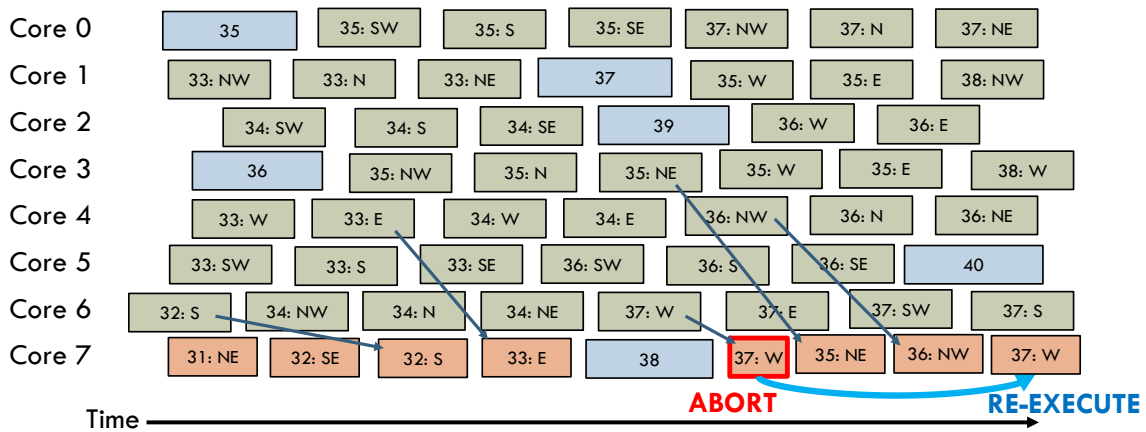 Core 0 35 35: SW 35: S 35: SE 37: NW 37: N 37: NE
Core 1 33: NW 33: N 33: NE 37 35: W 35: E 38: NW
Core 2 34: SW 34: S 34: SE 39 36: W 36: E
Core 3 36 35: NW 35: N 35: NE 35: W 35: E 38: W
Core 4 33: W 33: E 34: W 34: E 36: NW 36: N 36: NE
Core 5 33: SW 33: S 33: SE 36: SW 36: S 36: SE 40
Core 6 32: S 34: NW 34: N 34: NE 37: W 37: E 37: SW 37: S
Core 7 31: NE 32: SE 32: S 33: E 38 37: W 35: NE 36: NW 37: W
ABORT RE-EXECUTE
Time